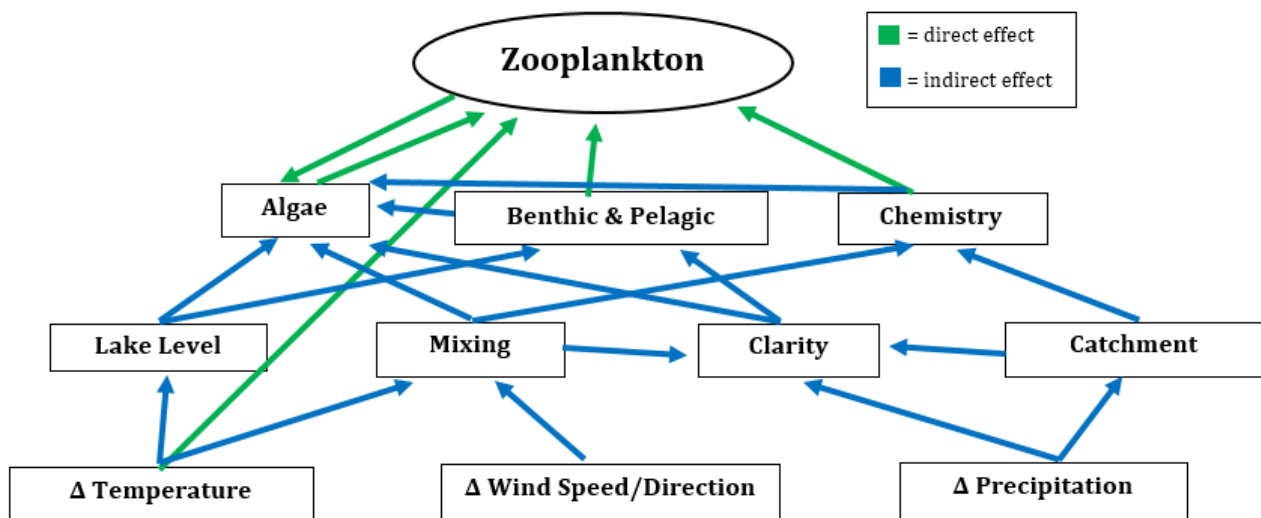 Zooplankton
= direct effect
= indirect effect
Algae
Benthic & Pelagic
Chemistry
Lake Level
Mixing
Clarity
Catchment
Δ Temperature
Δ Wind Speed/Direction
Δ Precipitation